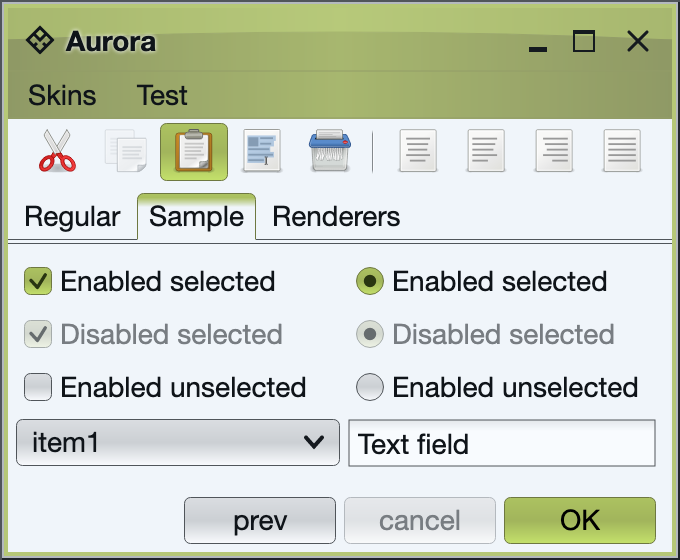 Aurora
Skins Test
Regular Sample Renderers
Enabled selected Enabled selected
Disabled selected Disabled selected
Enabled unselected Enabled unselected
item1 Text field
prev cancel OK